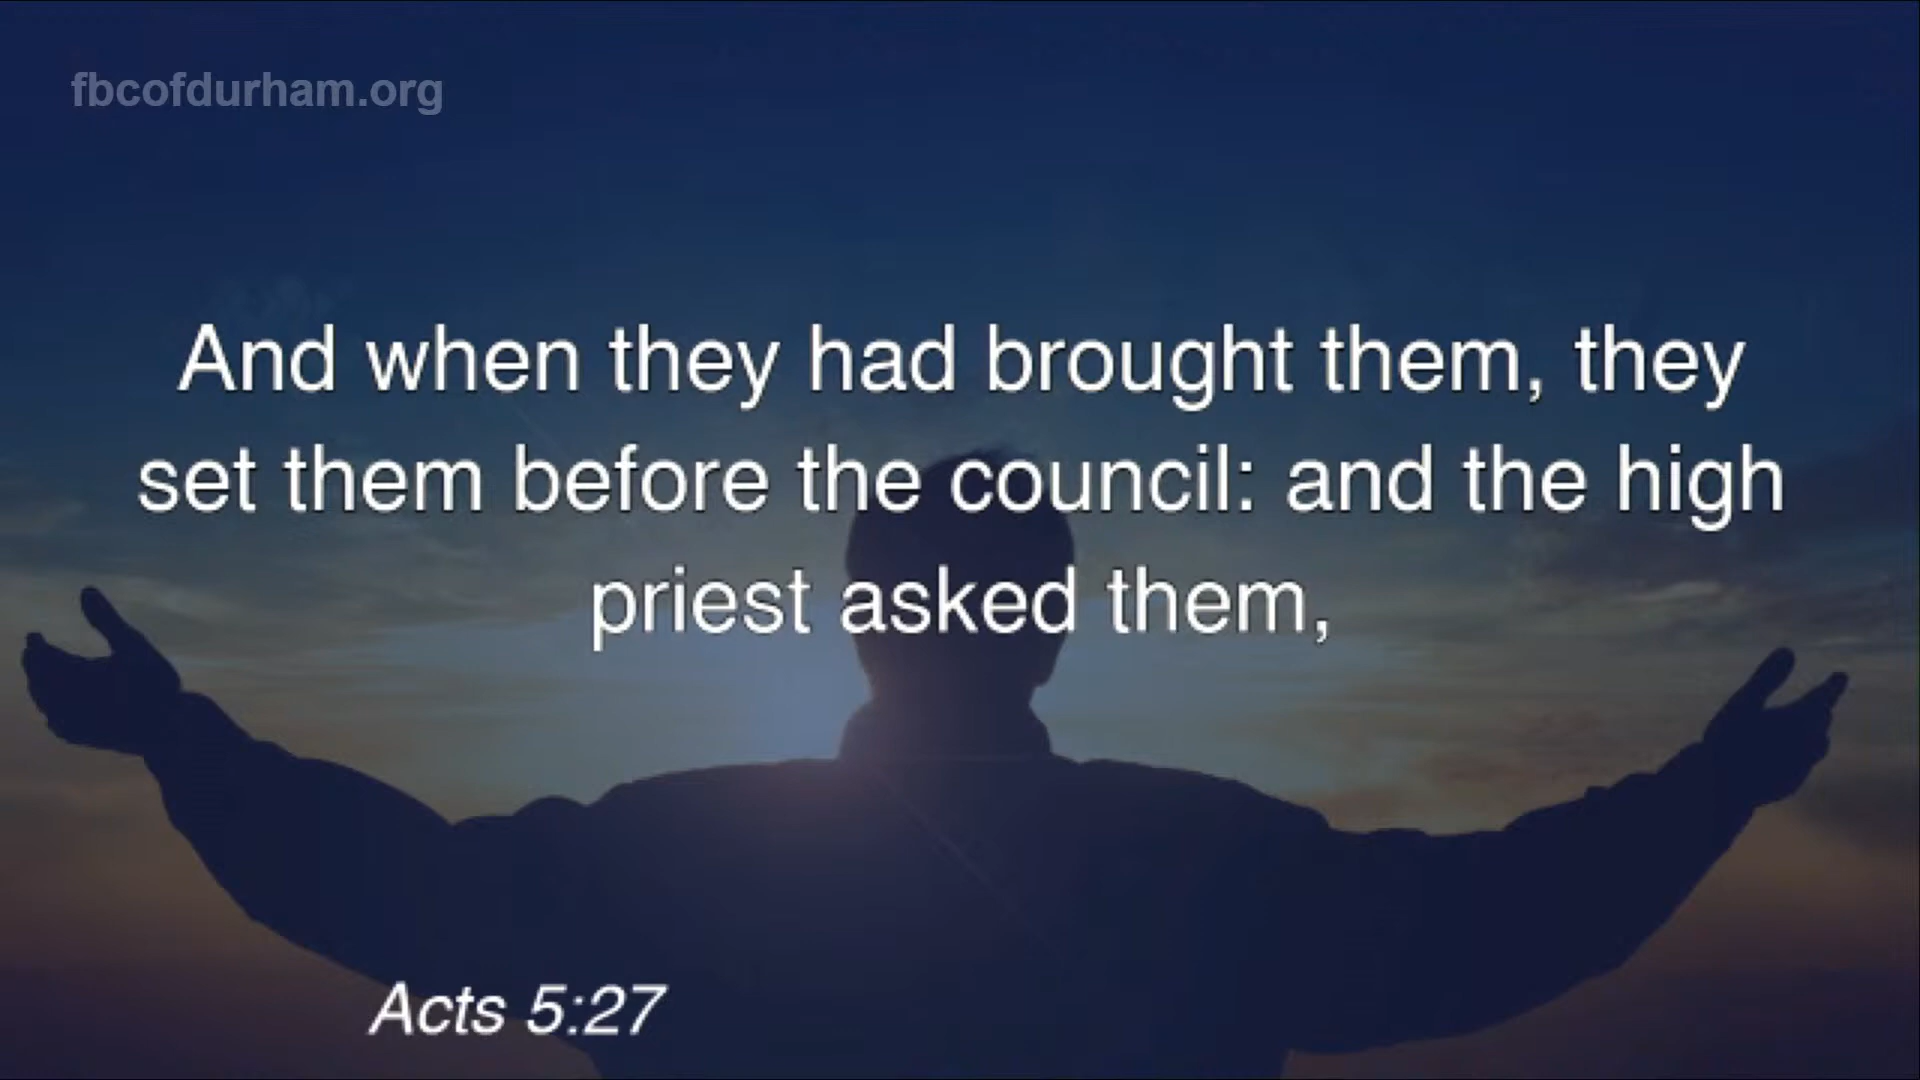 fbcofdurham.org
And when they had brought them, they
set them before the council: and the high
priest asked them,
Acts 5:27